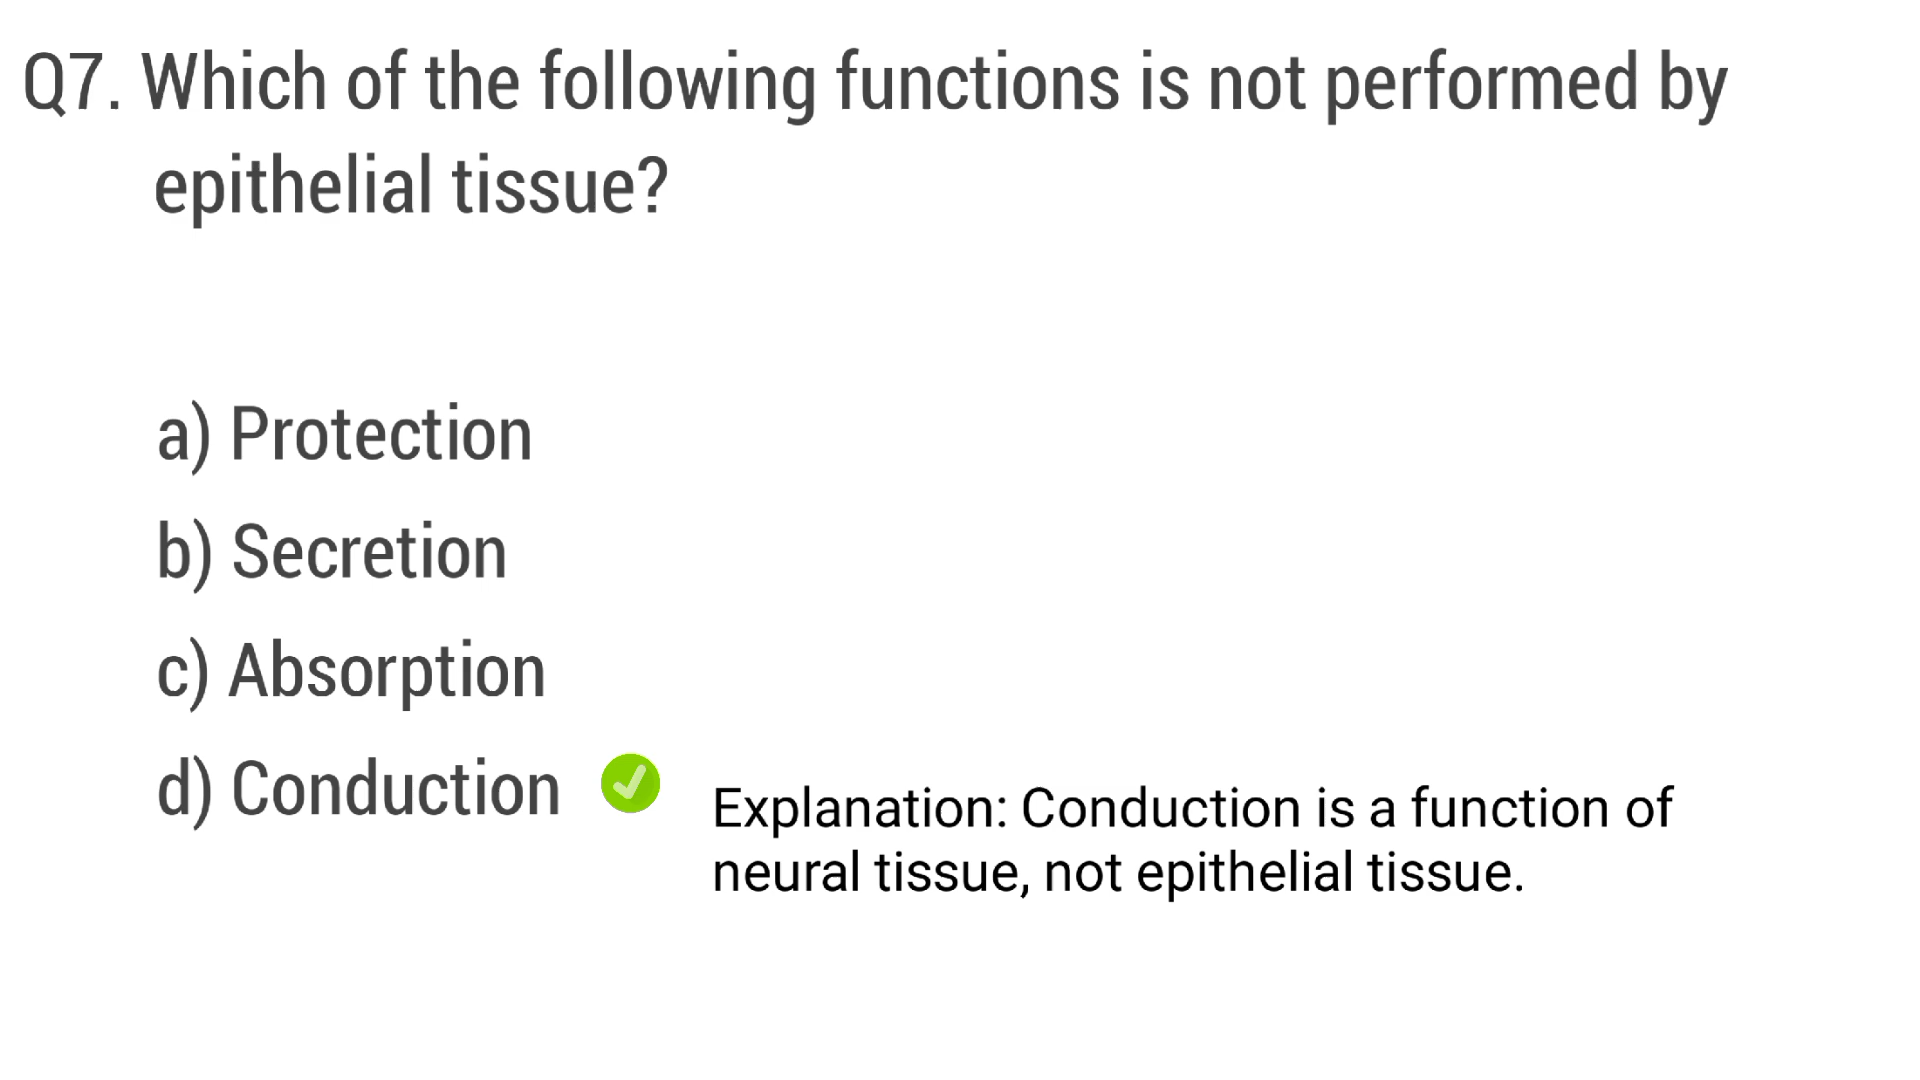 Q7. Which of the following functions is not performed by
epithelial tissue?
a) Protection
b) Secretion
c) Absorption
d) Conduction
Explanation: Conduction is a function of
neural tissue, not epithelial tissue.